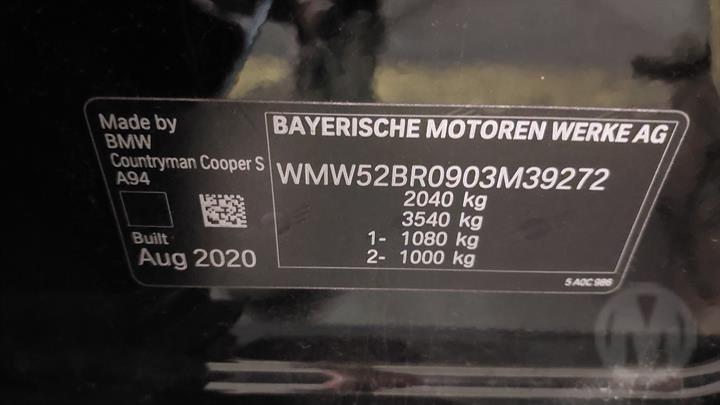 Made by
BMW
Countryman Cooper S
A94
Built
Aug 2020
BAYERISCHE MOTOREN WERKE AG
WMW52BR0903M39272
2040 kg
3540 kg
1- 1080 kg
2- 1000 kg
5 A0C 986
M